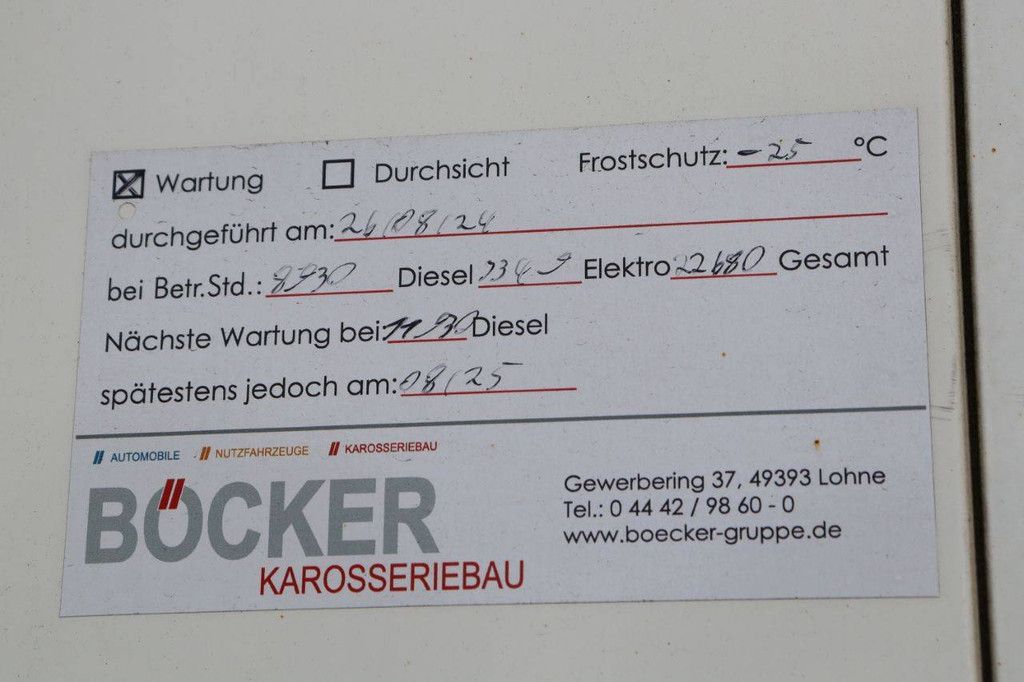 ☒ Wartung ☐ Durchsicht Frostschutz: -25 °C
durchgeführt am: 26/08/24
bei Betr.Std.: 8930 Diesel Elektro 22680 Gesamt
Nächste Wartung bei Diesel
spätestens jedoch am: 08/25
// AUTOMOBILE // NUTZFAHRZEUGE // KAROSSERIEBAU
BÖCKER
KAROSSERIEBAU
Gewerbering 37, 49393 Lohne
Tel.: 0 44 42 / 98 60 - 0
www.boecker-gruppe.de